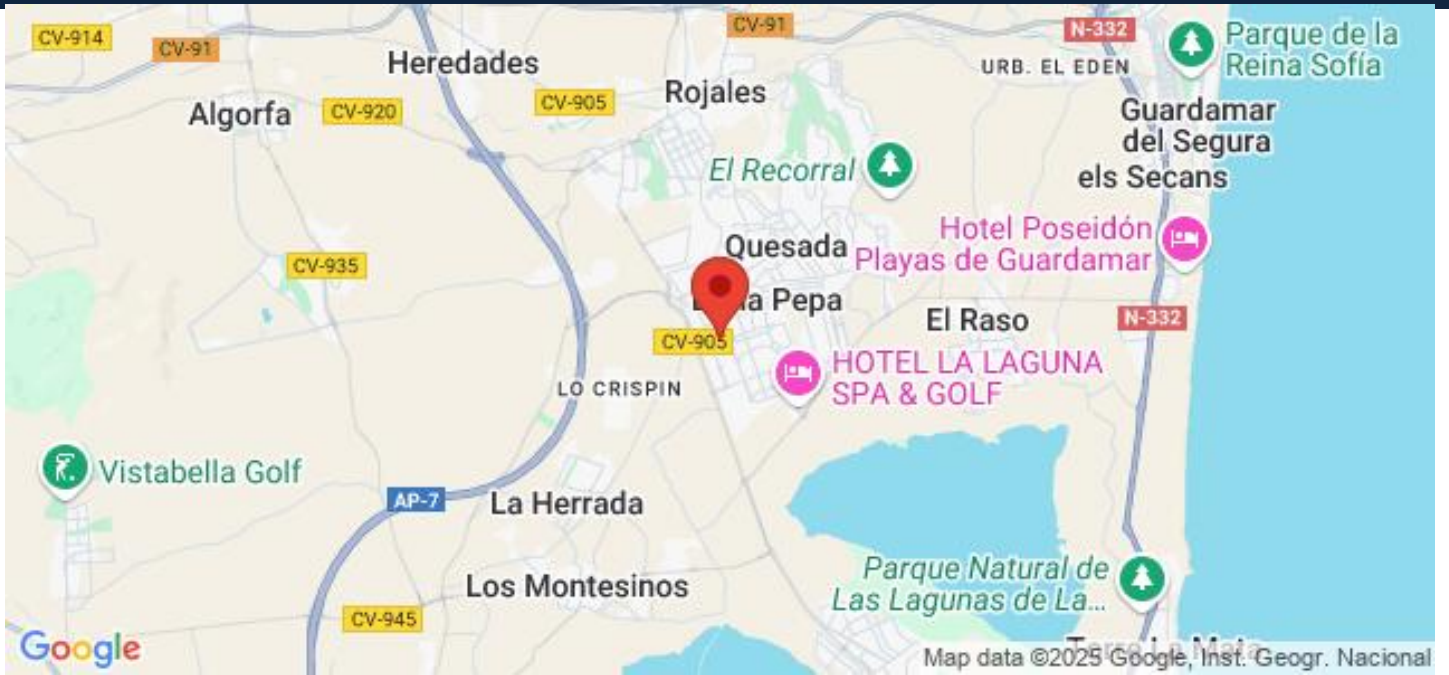 CV-914
CV-91
Heredades
CV-91
N-332
Parque de la
Reina Sofía
URB. EL EDEN
Algorfa
CV-920
CV-905
Rojales
Guardamar
del Segura
El Recorral
els Secans
CV-935
Quesada
Hotel Poseidón
Playas de Guardamar
Pepa
El Raso
N-332
CV-905
LO CRISPIN
HOTEL LA LAGUNA
SPA & GOLF
Vistabella Golf
AP-7
La Herrada
Los Montesinos
Parque Natural de
Las Lagunas de La...
CV-945
Google
Map data ©2025 Google, Inst. Geogr. Nacional